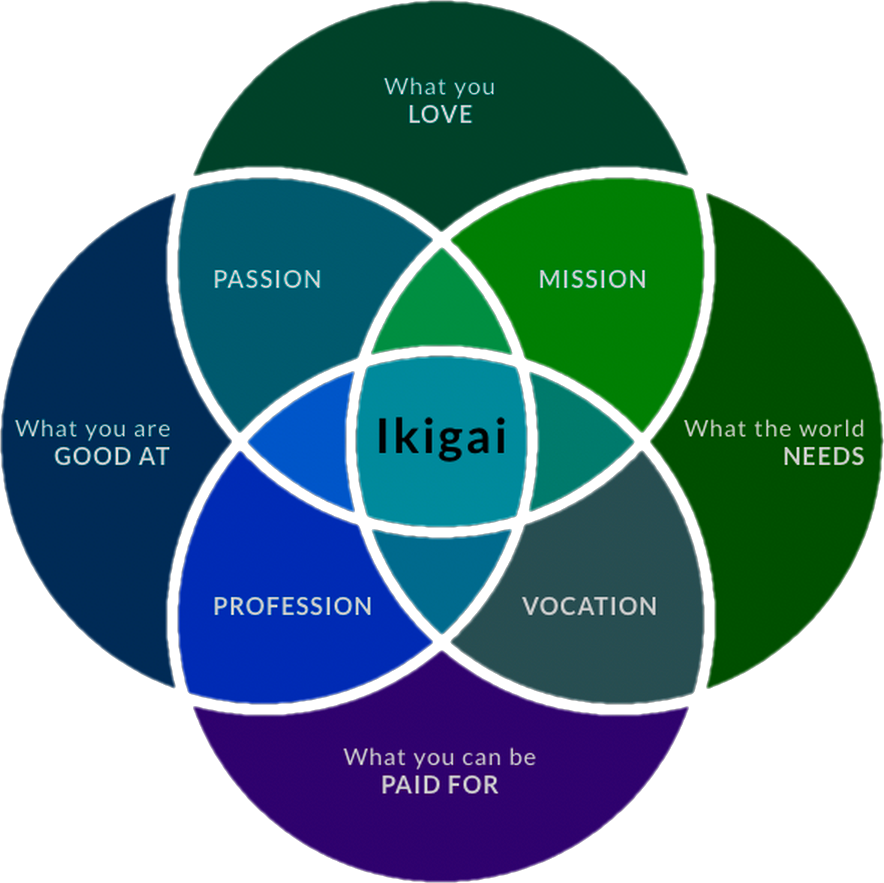 What you
LOVE
PASSION
MISSION
What you are
GOOD AT
Ikigai
What the world
NEEDS
PROFESSION
VOCATION
What you can be
PAID FOR